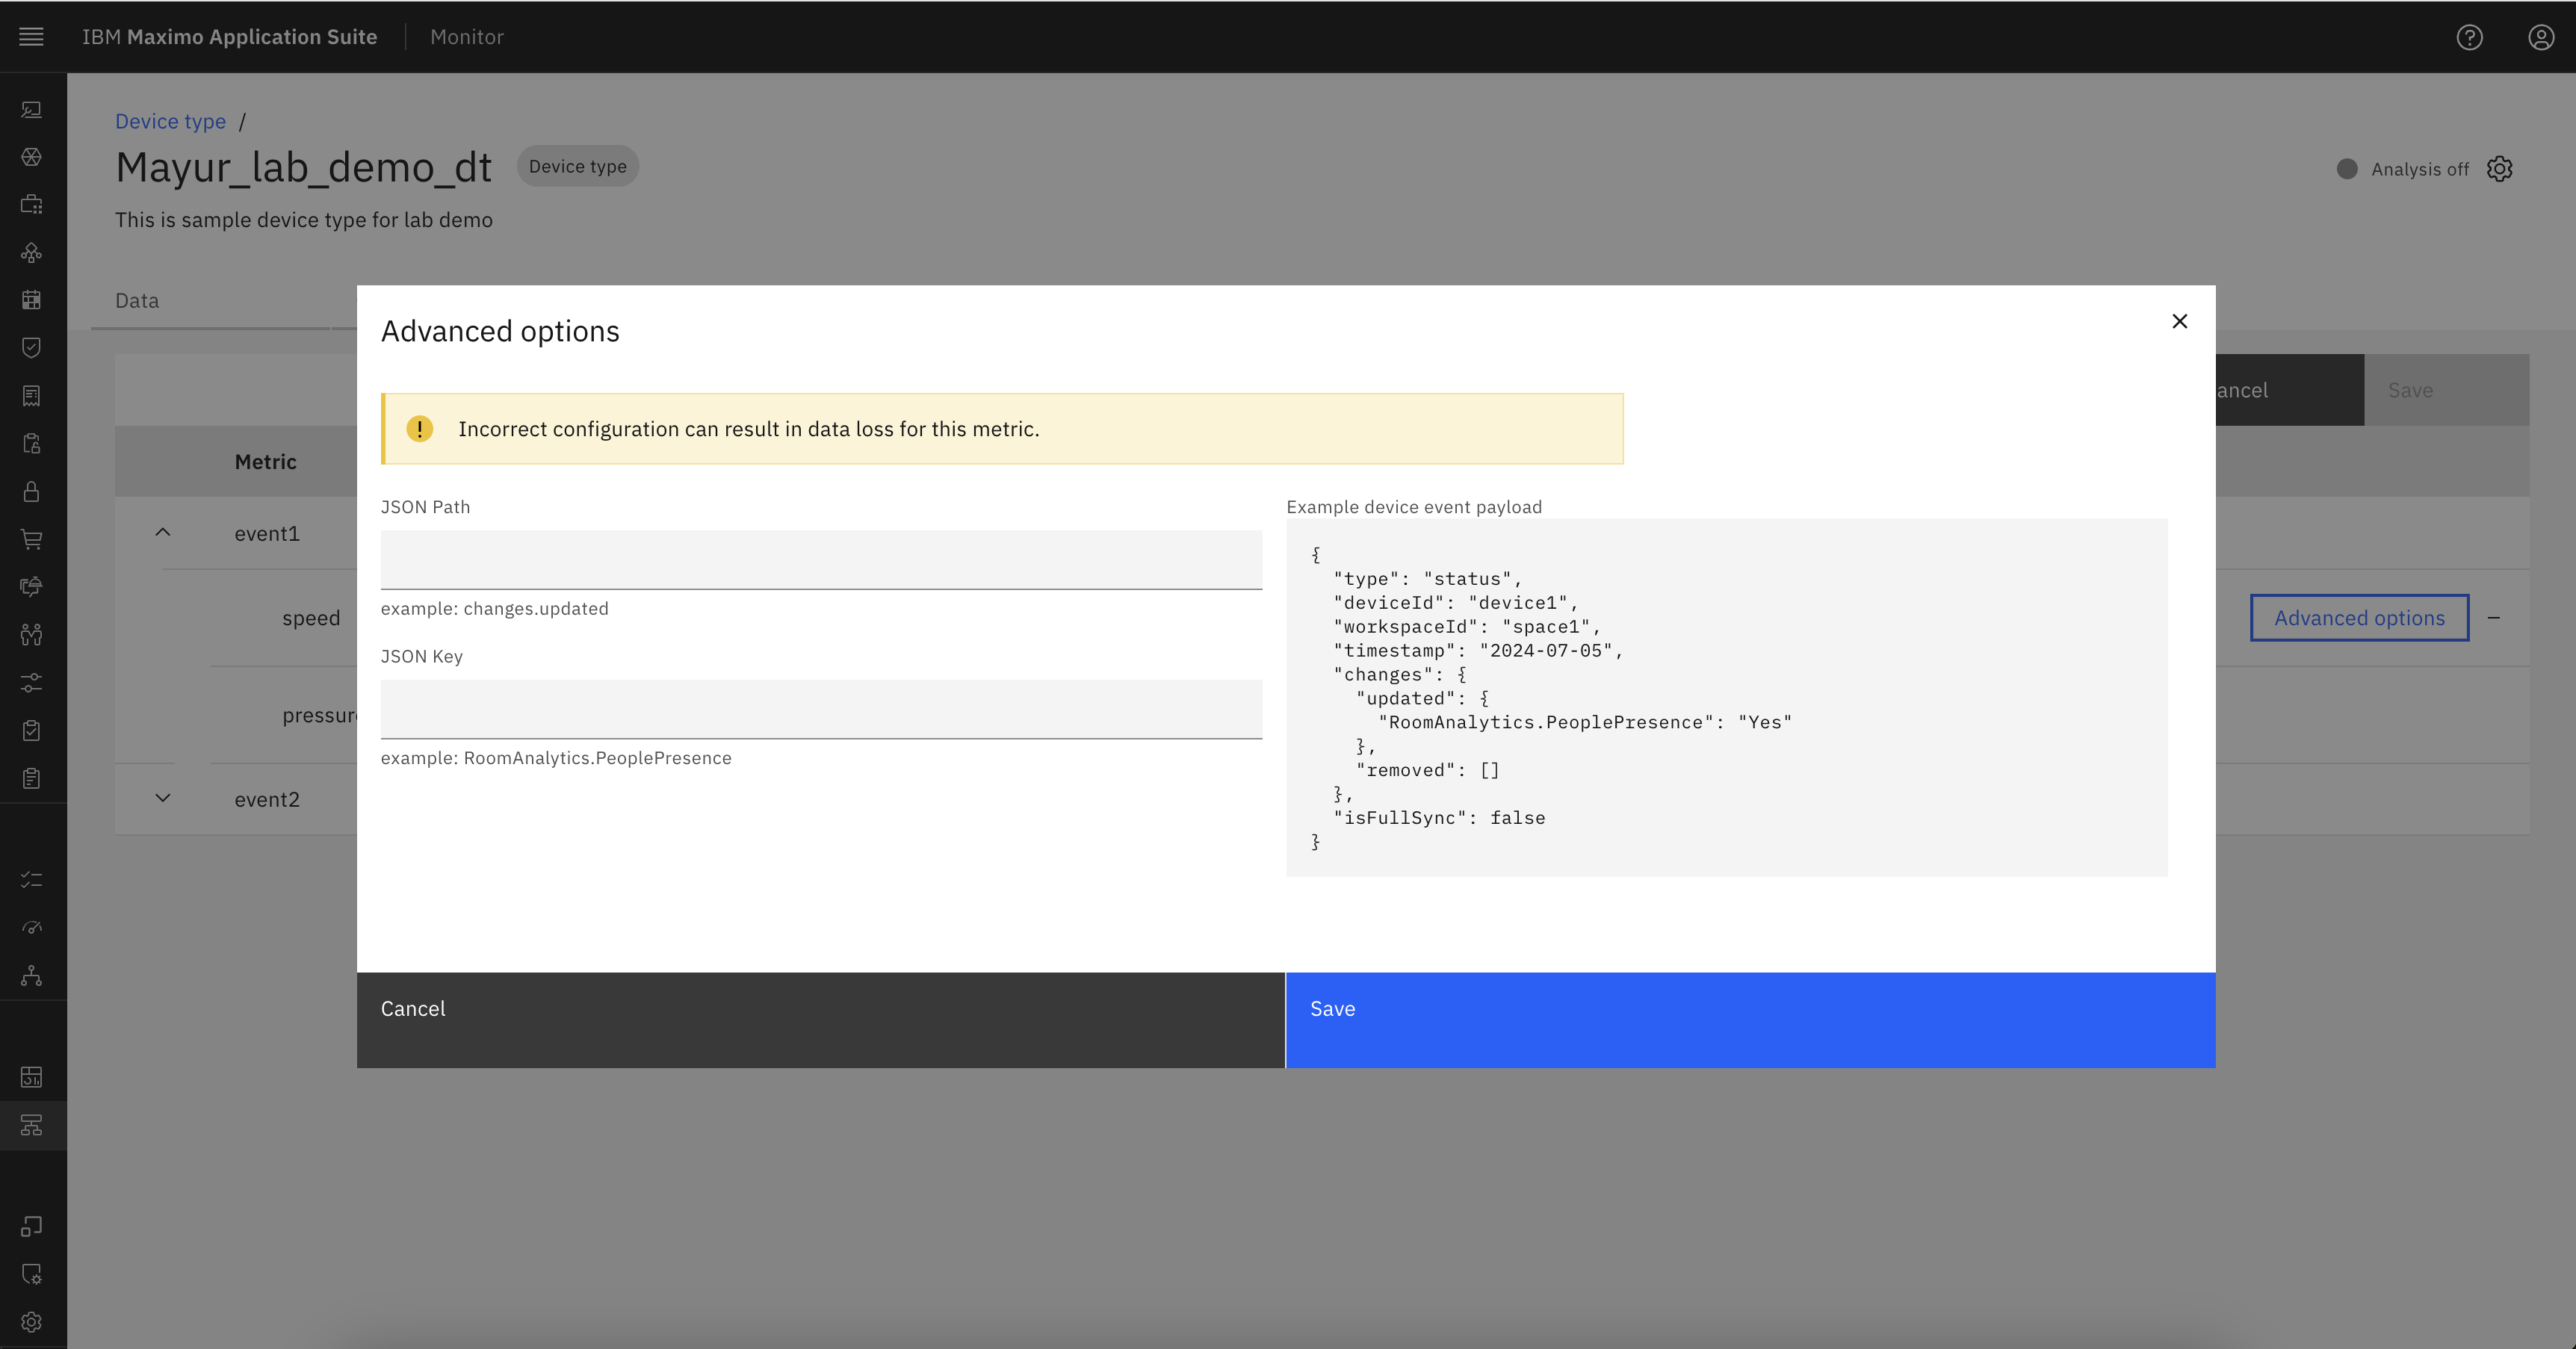 IBM Maximo Application Suite
Monitor
Device type /
Mayur_lab_demo_dt
Device type
Analysis off
This is sample device type for lab demo
Data
Advanced options
ancel
Save
Incorrect configuration can result in data loss for this metric.
Metric
JSON Path
Example device event payload
event1
example: changes.updated
speed
Advanced options
JSON Key
pressure
example: RoomAnalytics.PeoplePresence
event2
{
"type": "status",
"deviceId": "device1",
"workspaceId": "space1",
"timestamp": "2024-07-05",
"changes": {
"updated": {
"RoomAnalytics.PeoplePresence": "Yes"
},
"removed": []
},
"isFullSync": false
}
Cancel
Save